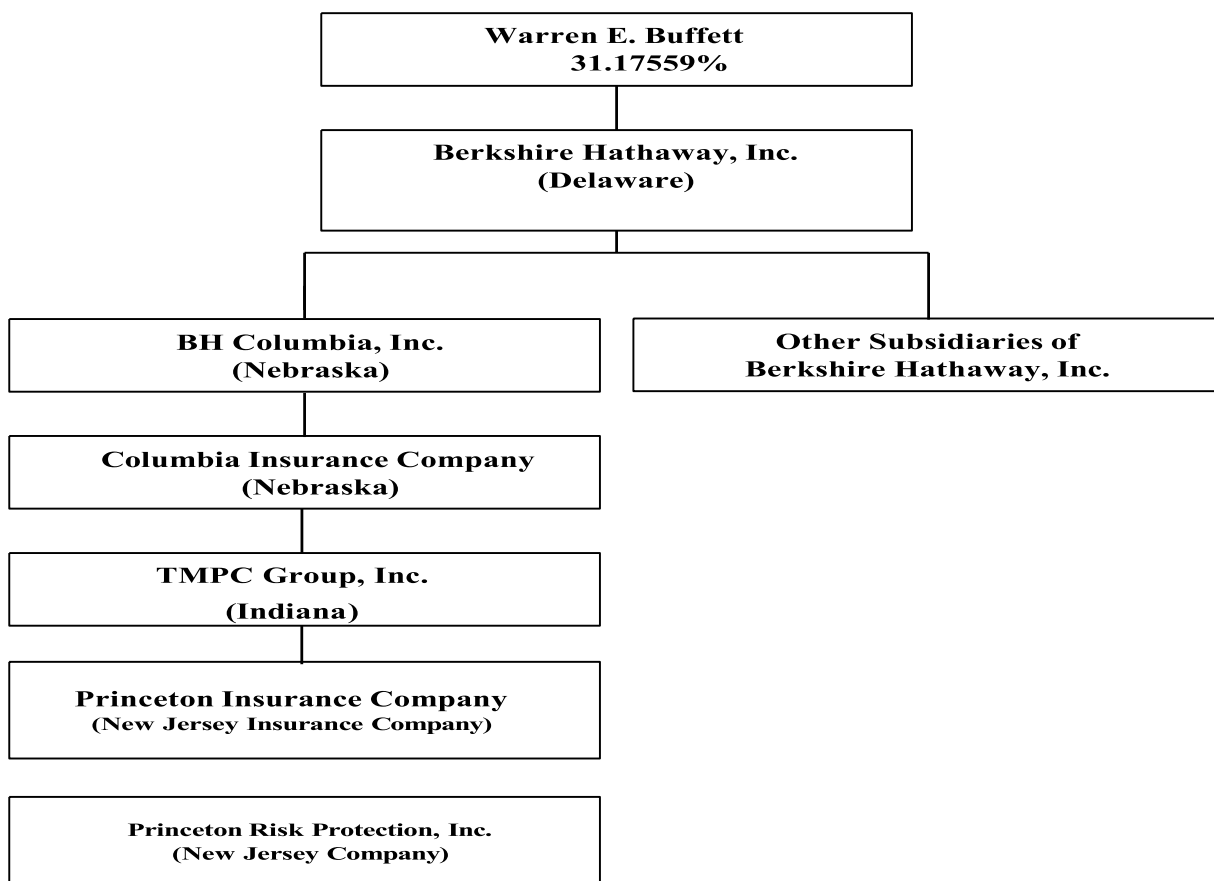 Warren E. Buffett
31.17559%
Berkshire Hathaway, Inc.
(Delaware)
BH Columbia, Inc.
(Nebraska)
Other Subsidiaries of
Berkshire Hathaway, Inc.
Columbia Insurance Company
(Nebraska)
TMPC Group, Inc.
(Indiana)
Princeton Insurance Company
(New Jersey Insurance Company)
Princeton Risk Protection, Inc.
(New Jersey Company)